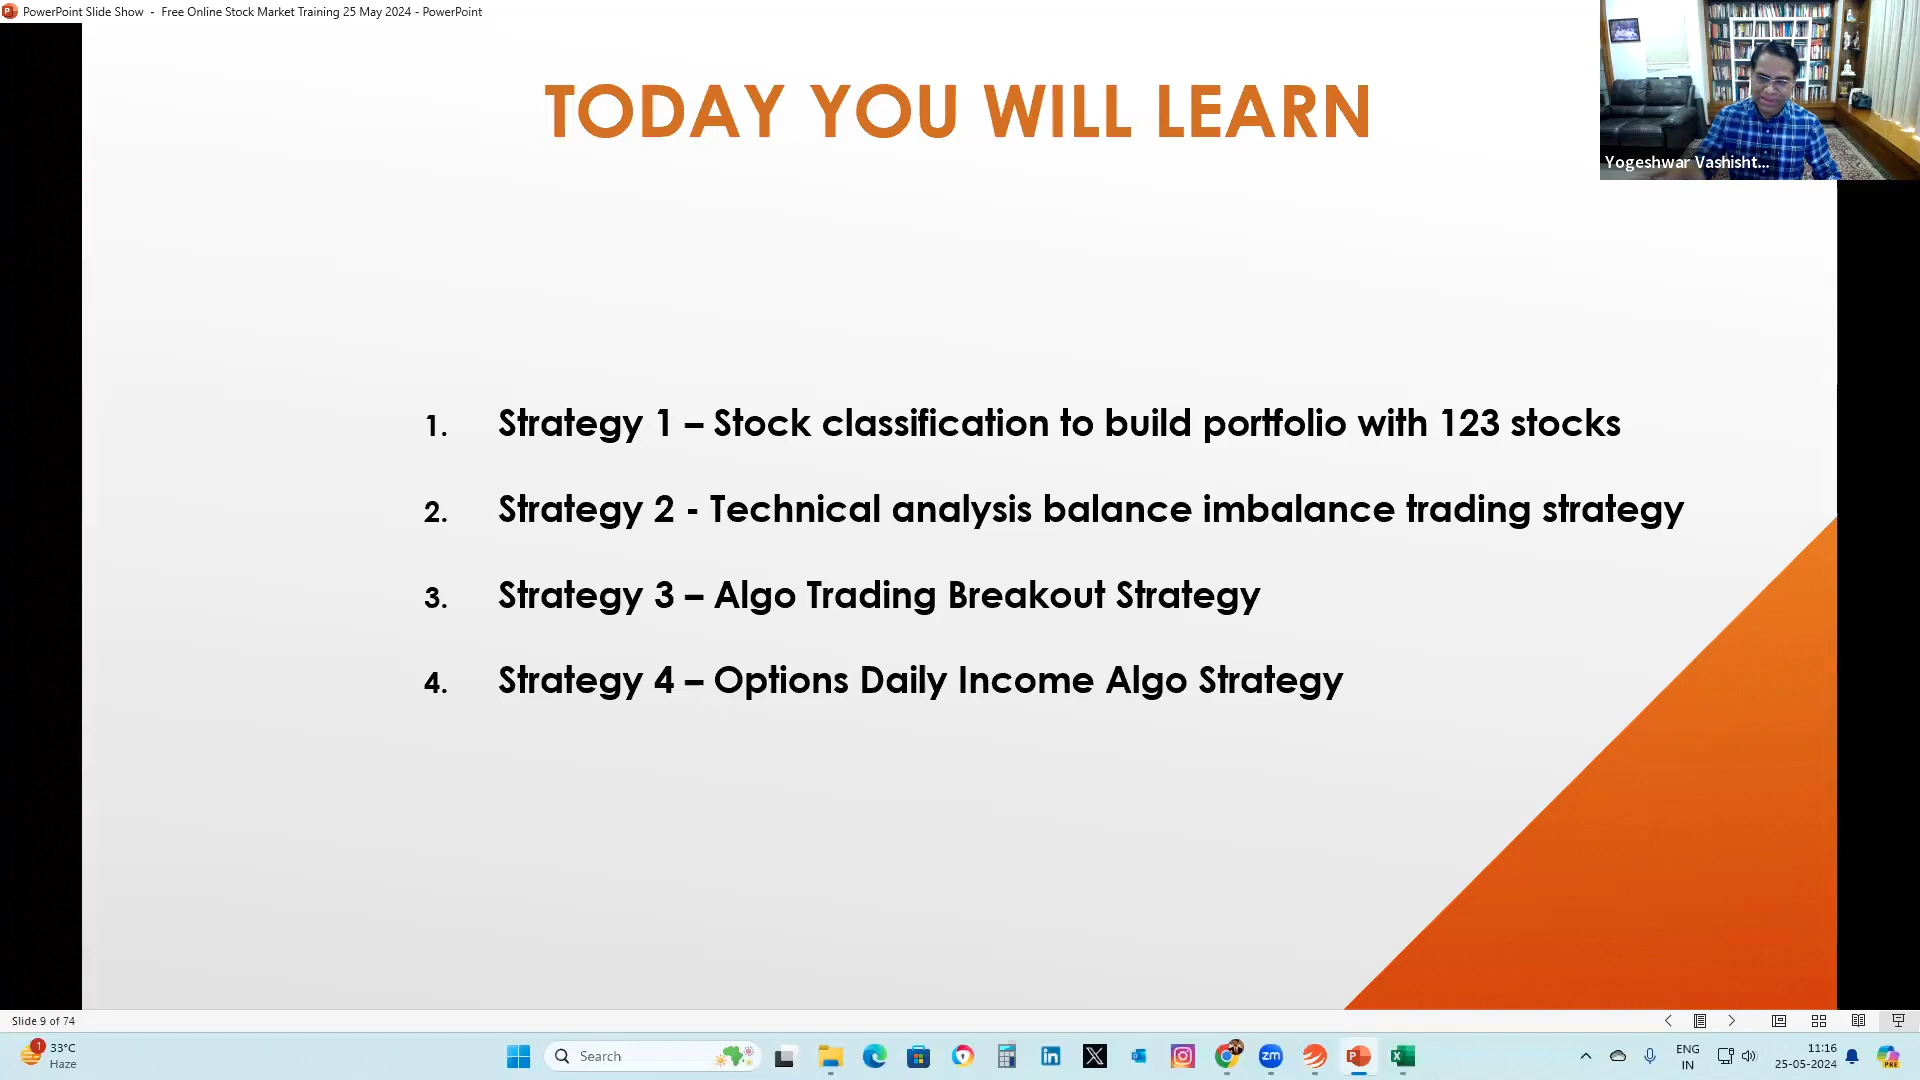 PowerPoint Slide Show - Free Online Stock Market Training 25 May 2024 - PowerPoint
TODAY YOU WILL LEARN
Yogeshwar Vashisht...
1. Strategy 1 – Stock classification to build portfolio with 123 stocks
2. Strategy 2 - Technical analysis balance imbalance trading strategy
3. Strategy 3 – Algo Trading Breakout Strategy
4. Strategy 4 – Options Daily Income Algo Strategy
Slide 9 of 74
1
33°C
Haze
Search
zm
ENG
IN
11:16
25-05-2024
PRE